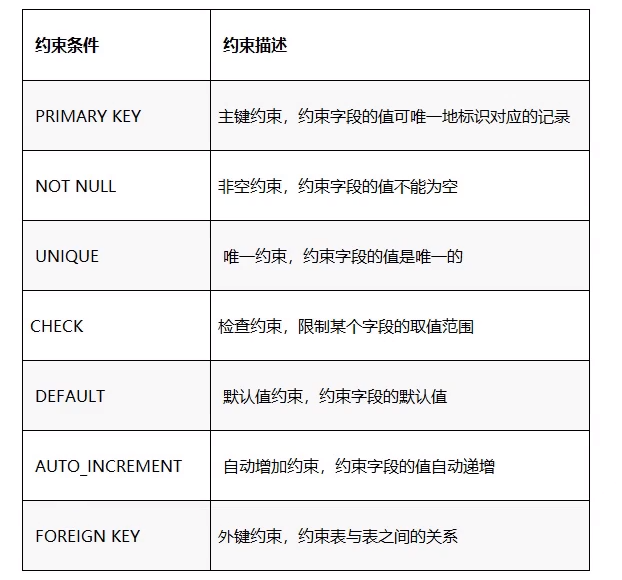 约束条件 约束描述
PRIMARY KEY 主键约束，约束字段的值可唯一地标识对应的记录
NOT NULL 非空约束，约束字段的值不能为空
UNIQUE 唯一约束，约束字段的值是唯一的
CHECK 检查约束，限制某个字段的取值范围
DEFAULT 默认值约束，约束字段的默认值
AUTO_INCREMENT 自动增加约束，约束字段的值自动递增
FOREIGN KEY 外键约束，约束表与表之间的关系